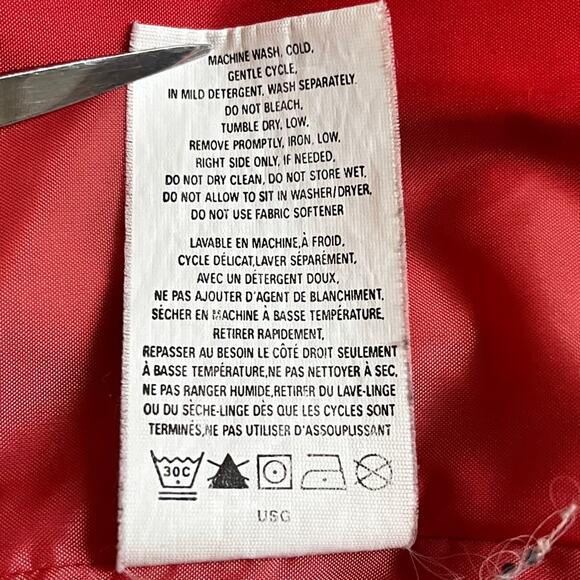 MACHINE WASH, COLD,
GENTLE CYCLE,
IN MILD DETERGENT, WASH SEPARATELY.
DO NOT BLEACH,
TUMBLE DRY, LOW,
REMOVE PROMPTLY, IRON, LOW,
RIGHT SIDE ONLY, IF NEEDED,
DO NOT DRY CLEAN, DO NOT STORE WET,
DO NOT ALLOW TO SIT IN WASHER/DRYER,
DO NOT USE FABRIC SOFTENER
LAVABLE EN MACHINE,À FROID,
CYCLE DÉLICAT,LAVER SÉPARÉMENT,
AVEC UN DÉTERGENT DOUX,
NE PAS AJOUTER D'AGENT DE BLANCHIMENT,
SÉCHER EN MACHINE À BASSE TEMPÉRATURE,
RETIRER RAPIDEMENT,
REPASSER AU BESOIN LE CÔTÉ DROIT SEULEMENT
À BASSE TEMPÉRATURE,NE PAS NETTOYER À SEC,
NE PAS RANGER HUMIDE,RETIRER DU LAVE-LINGE
OU DU SÈCHE-LINGE DÈS QUE LES CYCLES SONT
TERMINÉS,NE PAS UTILISER D'ASSOUPLISSANT
30C
USG